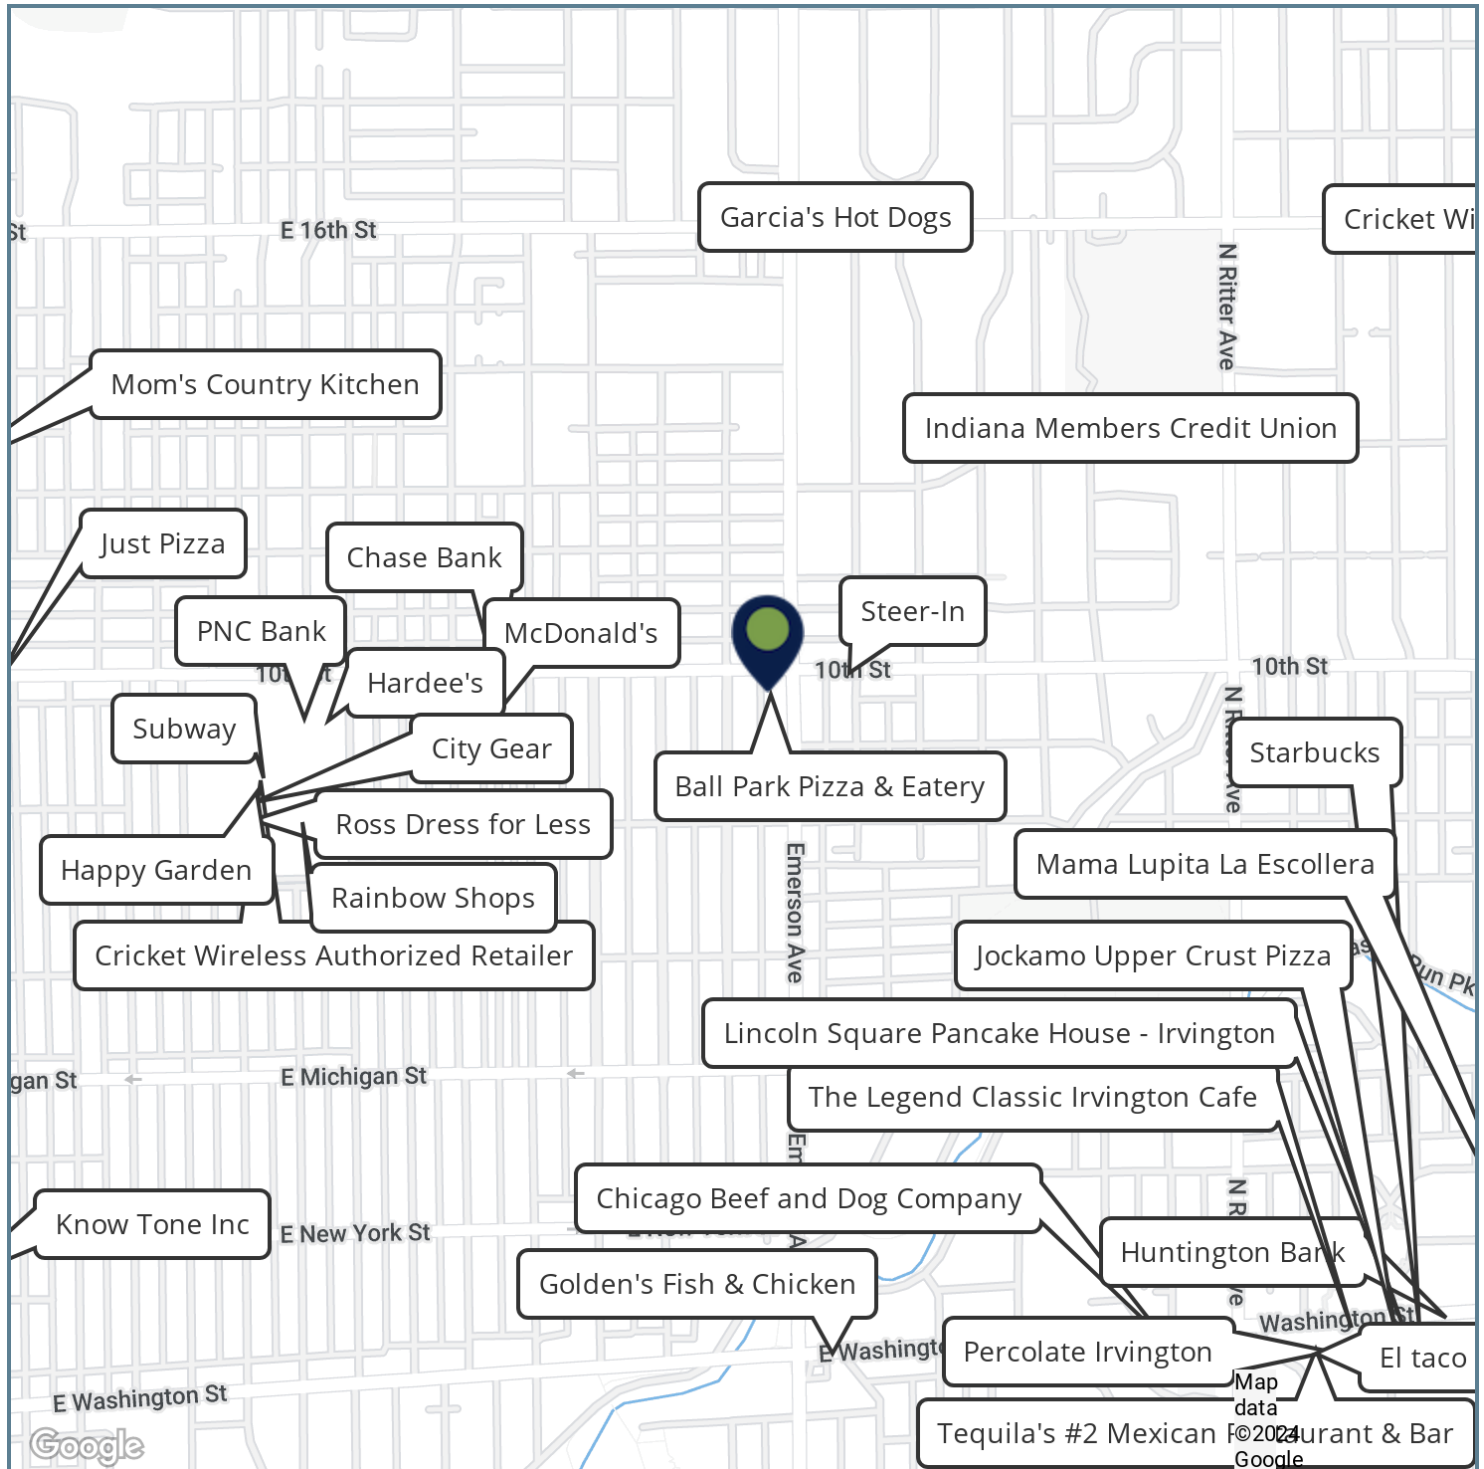 Garcia's Hot Dogs
Cricket Wi
St
E 16th St
N Ritter Ave
Mom's Country Kitchen
Indiana Members Credit Union
Just Pizza
Chase Bank
Steer-In
PNC Bank
McDonald's
10th St
10th St
Hardee's
Subway
City Gear
Starbucks
Ball Park Pizza & Eatery
Ross Dress for Less
Happy Garden
Mama Lupita La Escollera
Rainbow Shops
Emerson Ave
Cricket Wireless Authorized Retailer
Jockamo Upper Crust Pizza
Run Pk
Lincoln Square Pancake House - Irvington
gan St
E Michigan St
The Legend Classic Irvington Cafe
Chicago Beef and Dog Company
Know Tone Inc
E New York St
Huntington Bank
Golden's Fish & Chicken
Washington St
E Washingto
Percolate Irvington
El taco
E Washington St
Map
data
©2024
Google
Tequila's #2 Mexican Restaurant & Bar
Google